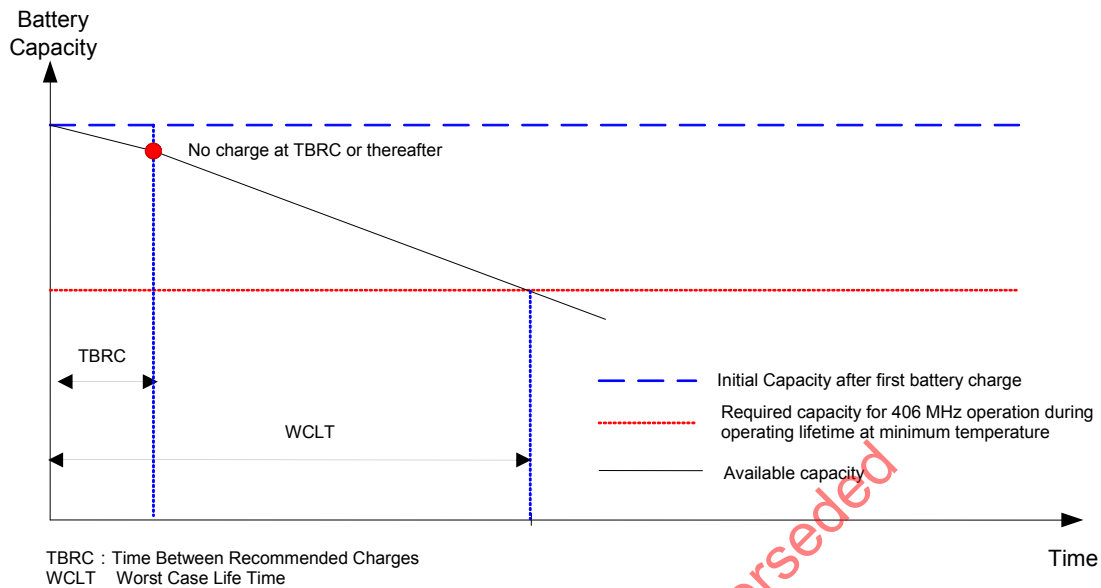 Battery
Capacity
No charge at TBRC or thereafter
TBRC
WCLT
Initial Capacity after first battery charge
Required capacity for 406 MHz operation during
operating lifetime at minimum temperature
Available capacity
erseded
Time
TBRC : Time Between Recommended Charges
WCLT Worst Case Life Time